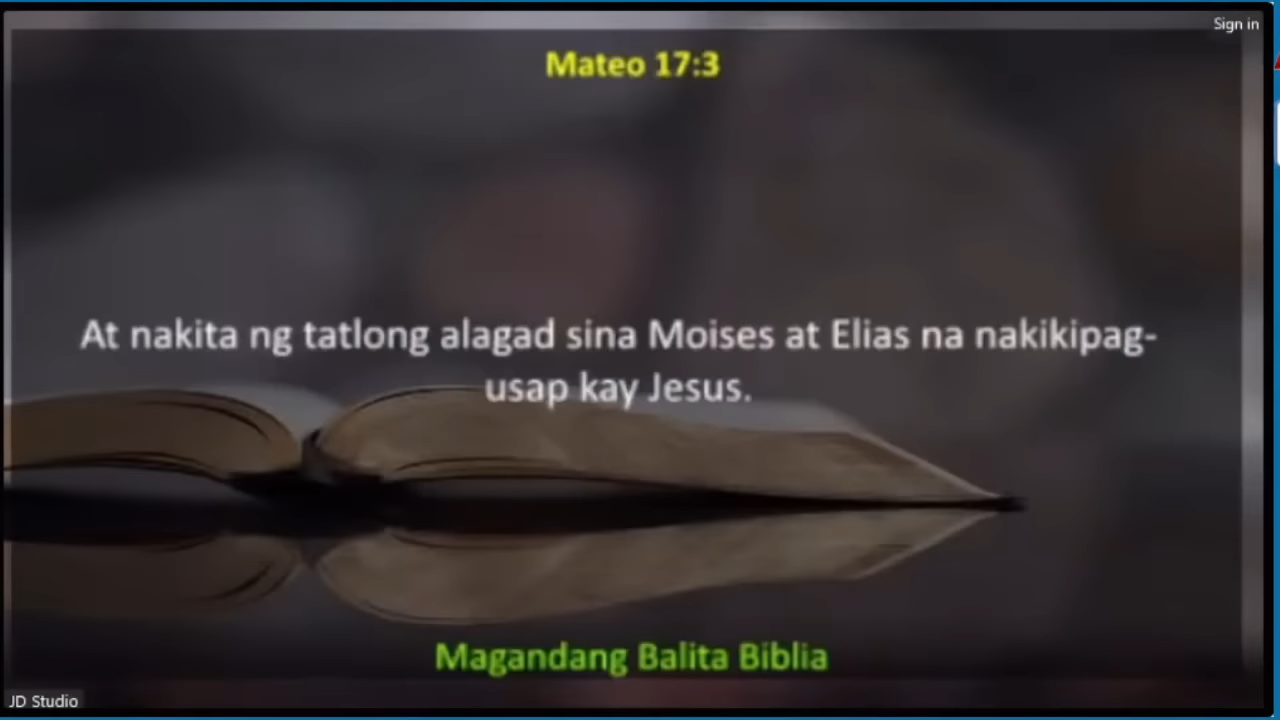 Sign in
Mateo 17:3
At nakita ng tatlong alagad sina Moises at Elias na nakikipag-
usap kay Jesus.
Magandang Balita Biblia
JD Studio